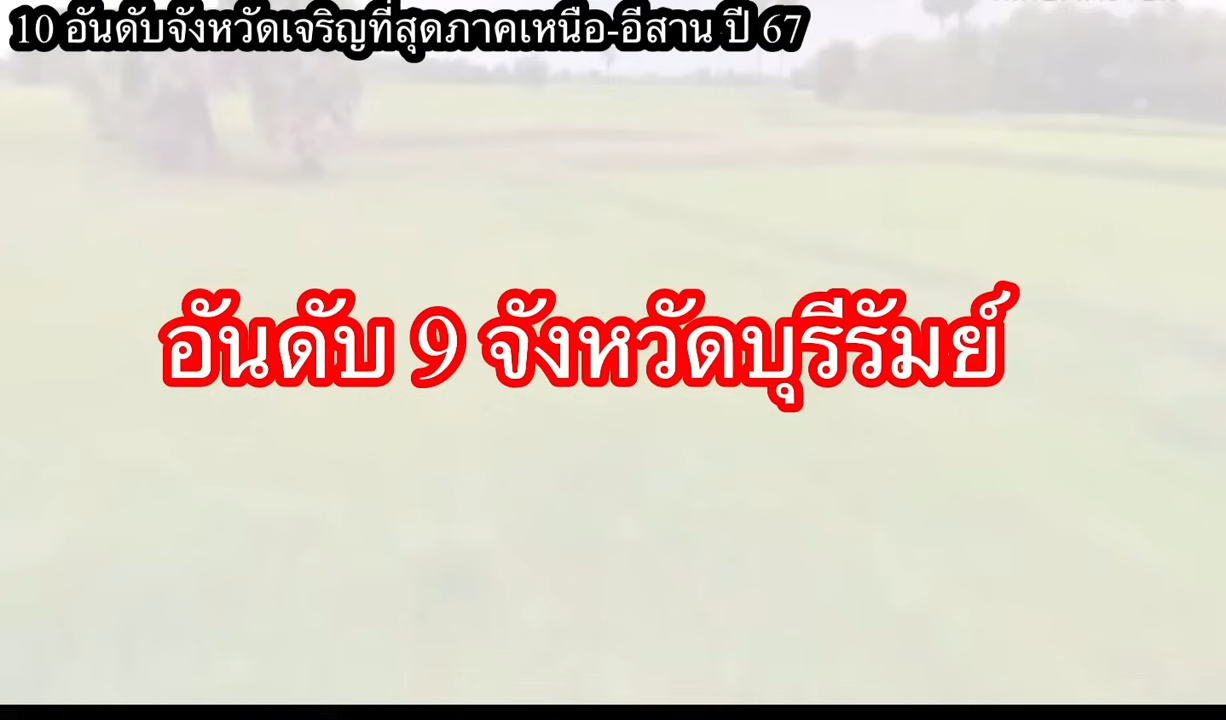 10 อันดับจังหวัดเจริญที่สุดภาคเหนือ-อีสาน ปี 67
อันดับ 9 จังหวัดบุรีรัมย์